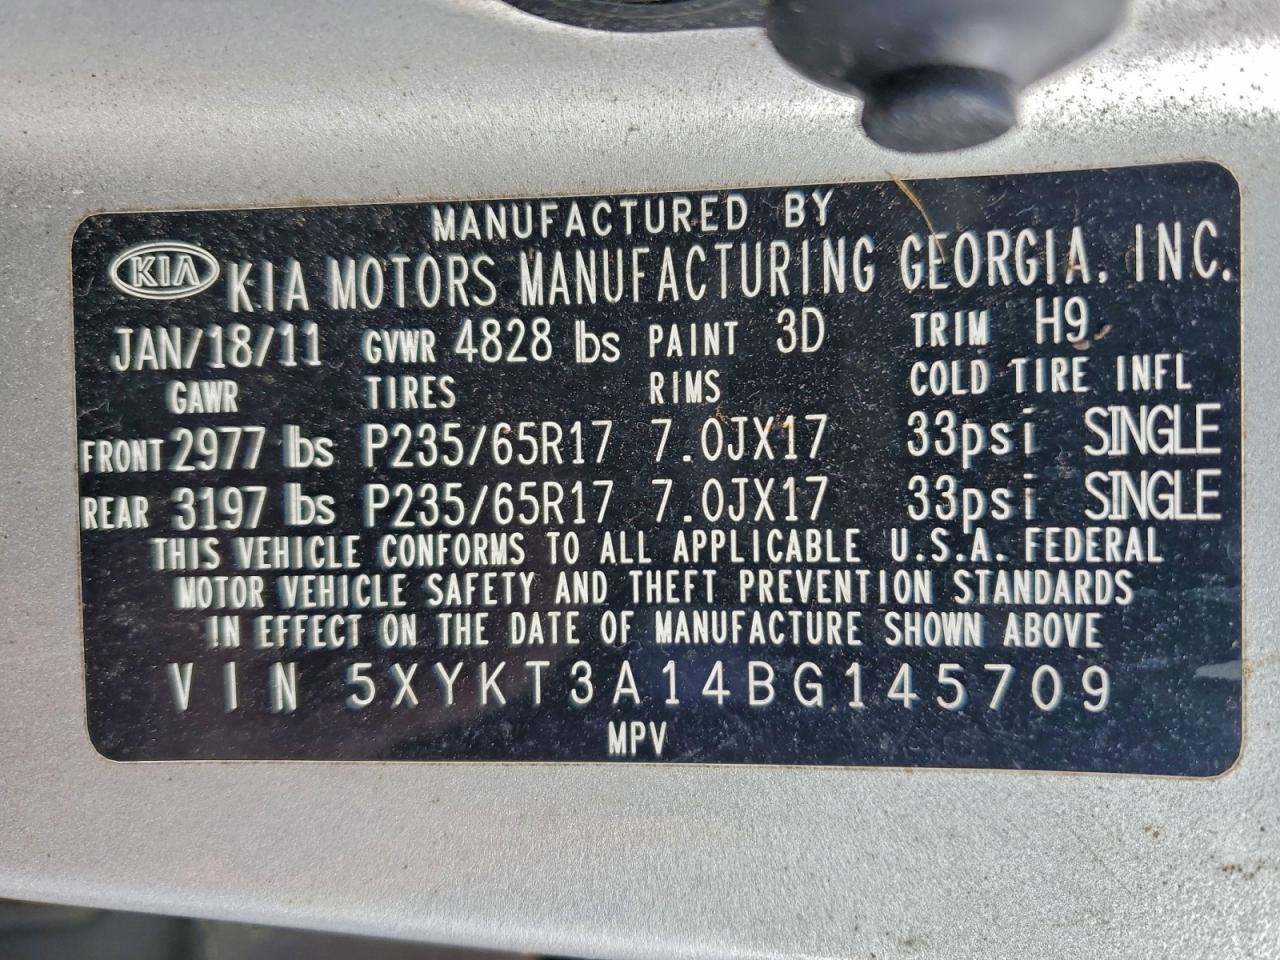 MANUFACTURED BY
KIA KIA MOTORS MANUFACTURING GEORGIA, INC.
JAN/18/11 GVWR 4828 lbs PAINT 3D TRIM H9
GAWR TIRES RIMS COLD TIRE INFL
FRONT 2977 lbs P235/65R17 7.0JX17 33psi SINGLE
REAR 3197 lbs P235/65R17 7.0JX17 33psi SINGLE
THIS VEHICLE CONFORMS TO ALL APPLICABLE U.S.A. FEDERAL
MOTOR VEHICLE SAFETY AND THEFT PREVENTION STANDARDS
IN EFFECT ON THE DATE OF MANUFACTURE SHOWN ABOVE
VIN 5XYKT3A14BG145709
MPV